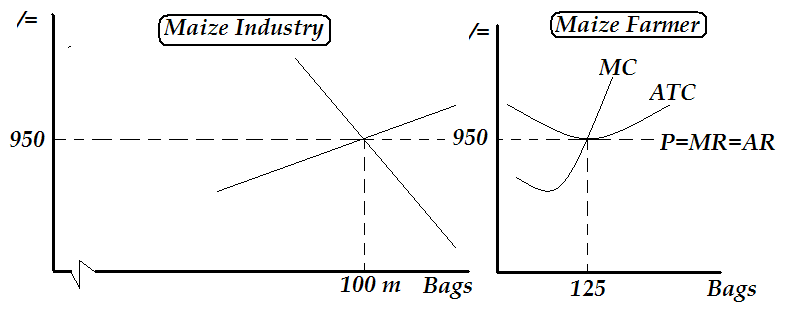 /=
Maize Industry
950
100 m
Bags
/=
Maize Farmer
MC
ATC
950
P=MR=AR
125
Bags